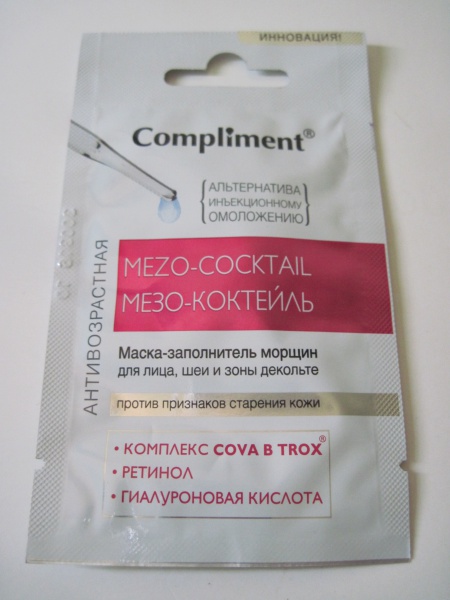 ИННОВАЦИЯ!
Compliment®
АЛЬТЕРНАТИВА
ИНЪЕКЦИОННОМУ
ОМОЛОЖЕНИЮ
АНТИВОЗРАСТНАЯ
MEZO-COCKTAIL
МЕЗО-КОКТЕЙЛЬ
Маска-заполнитель морщин
для лица, шеи и зоны декольте
против признаков старения кожи
• КОМПЛЕКС COVA B TROX®
• РЕТИНОЛ
• ГИАЛУРОНОВАЯ КИСЛОТА